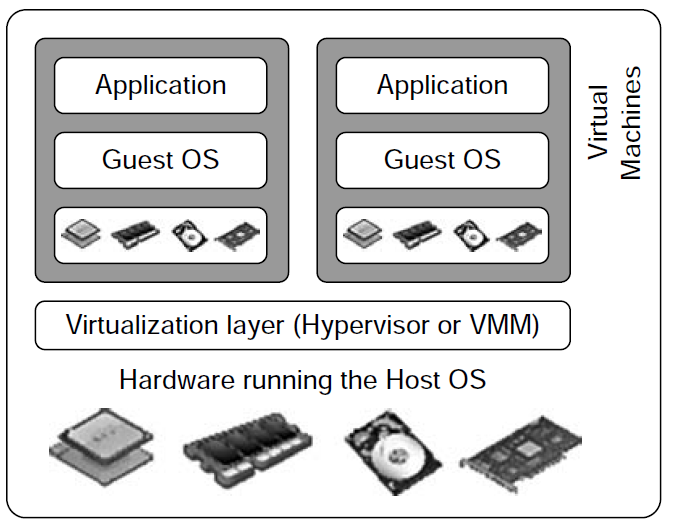 Application
Guest OS
Application
Guest OS
Virtual
Machines
Virtualization layer (Hypervisor or VMM)
Hardware running the Host OS